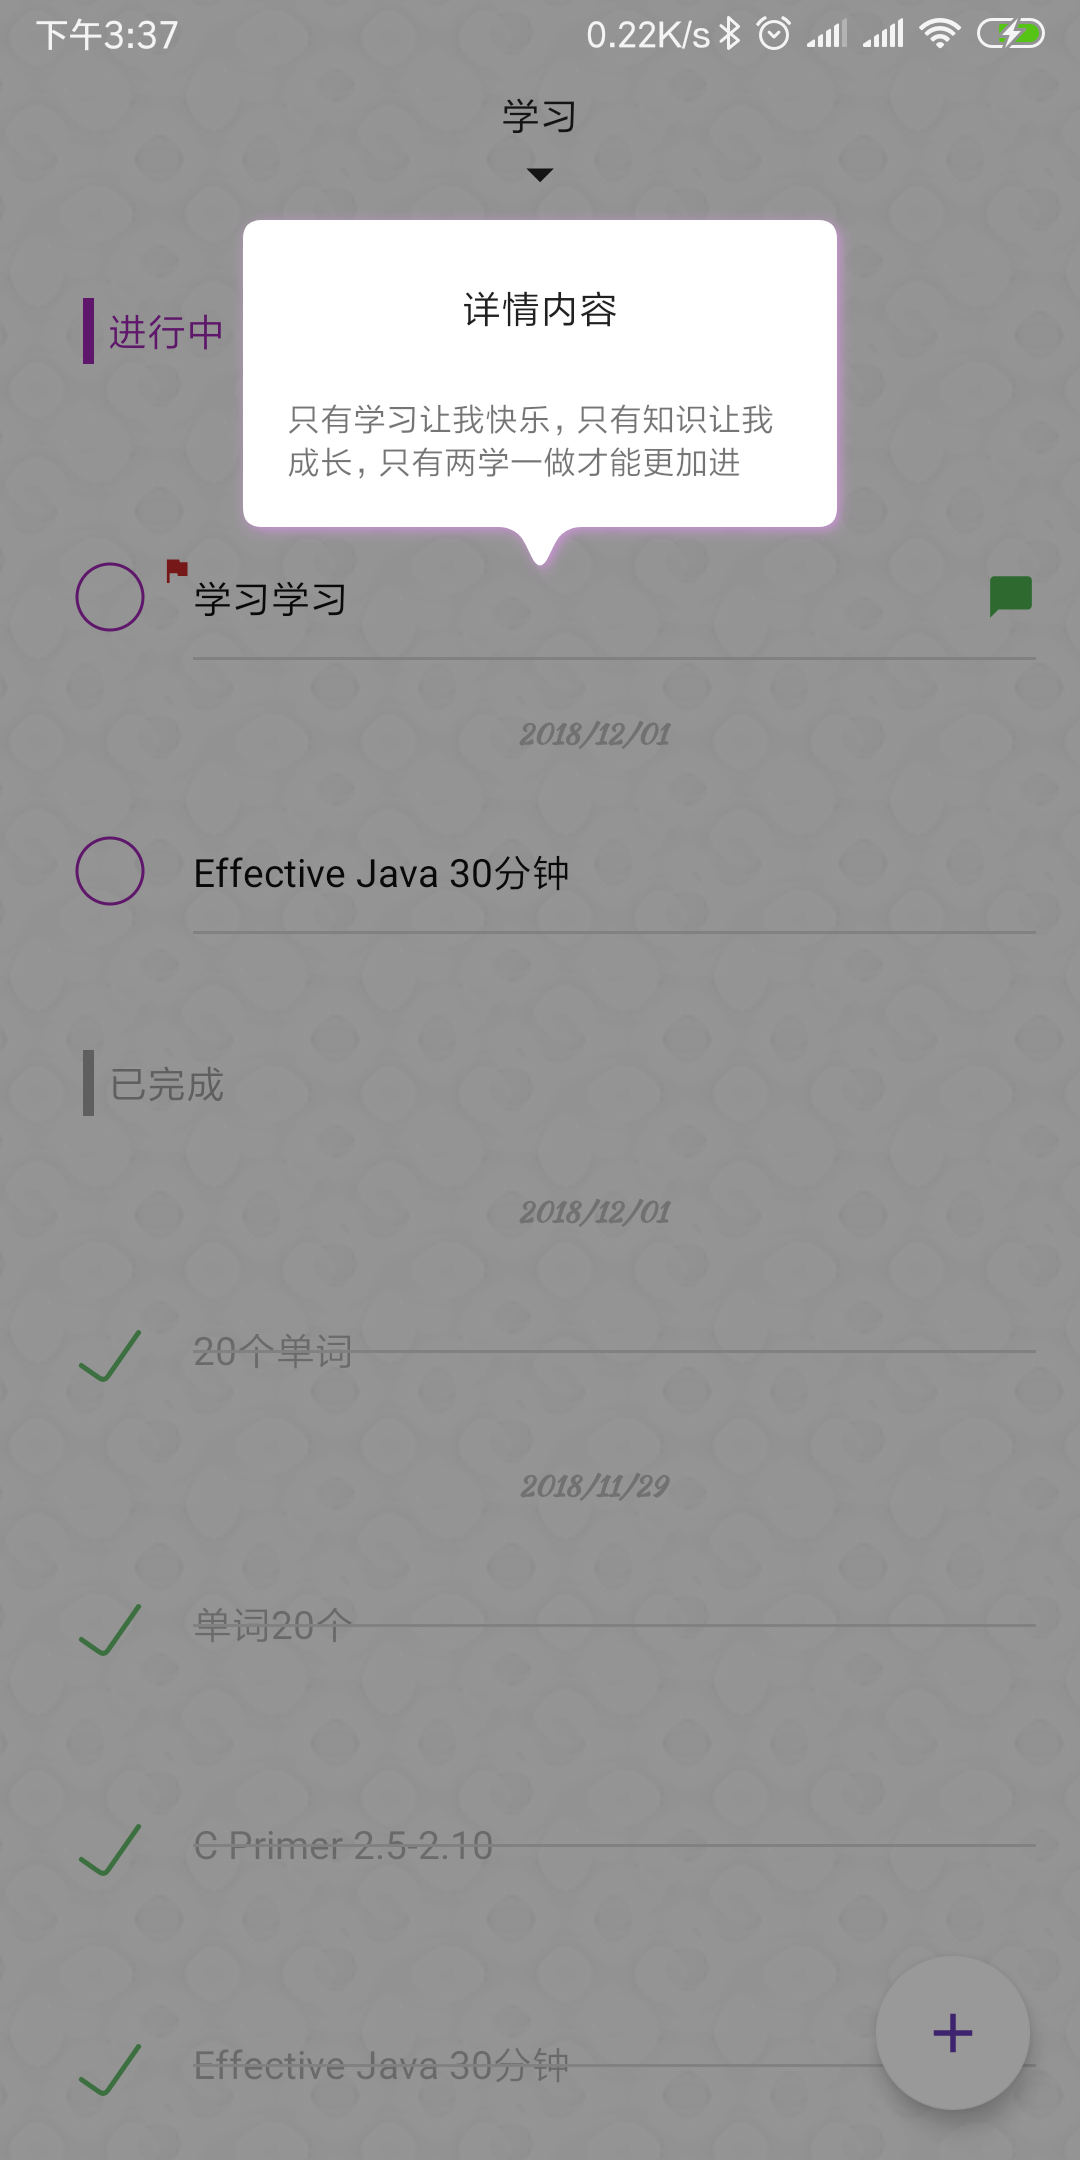 下午3:37 0.22K/s
学习
详情内容
进行中
只有学习让我快乐，只有知识让我
成长，只有两学一做才能更加进
学习学习
2018/12/01
Effective Java 30分钟
已完成
2018/12/01
20个单词
2018/11/29
单词20个
C Primer 2.5-2.10
Effective Java 30分钟